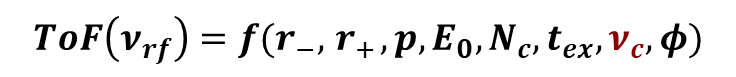 ToF(ν_rf) = f(r_−, r_+, p, E_0, N_c, t_ex, ν_c, ϕ)